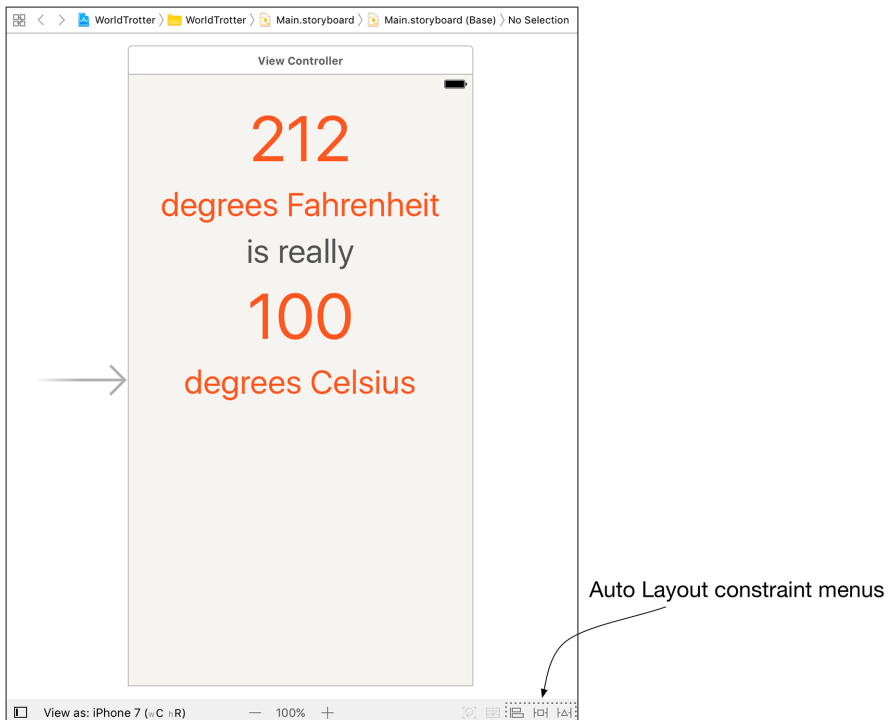 WorldTrotter WorldTrotter Main.storyboard Main.storyboard (Base) No Selection
View Controller
212
degrees Fahrenheit
is really
100
degrees Celsius
Auto Layout constraint menus
View as: iPhone 7 (wC hR) — 100% +